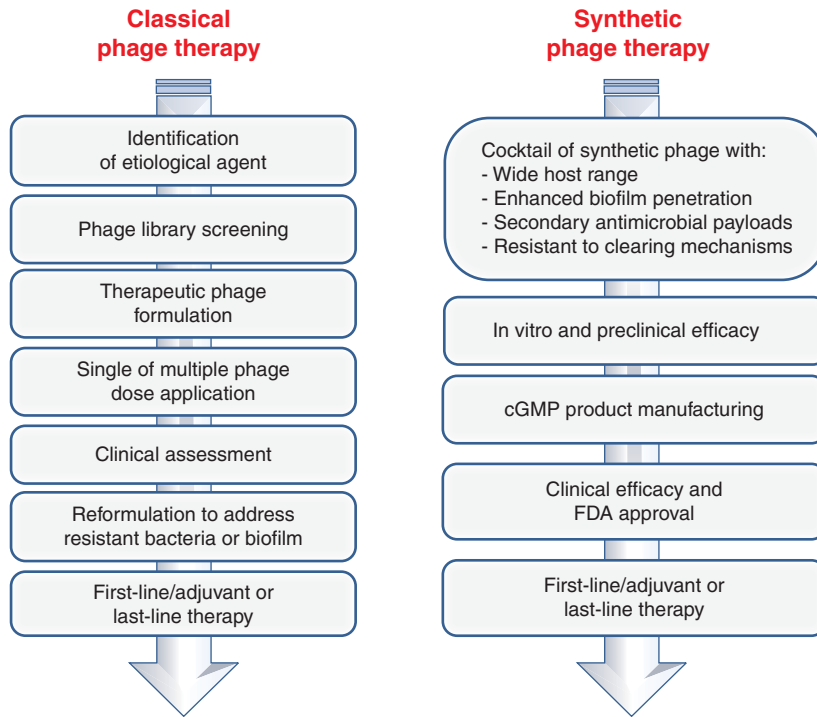 Classical
phage therapy
Identification
of etiological agent
Phage library screening
Therapeutic phage
formulation
Single of multiple phage
dose application
Clinical assessment
Reformulation to address
resistant bacteria or biofilm
First-line/adjuvant or
last-line therapy
Synthetic
phage therapy
Cocktail of synthetic phage with:
- Wide host range
- Enhanced biofilm penetration
- Secondary antimicrobial payloads
- Resistant to clearing mechanisms
In vitro and preclinical efficacy
cGMP product manufacturing
Clinical efficacy and
FDA approval
First-line/adjuvant or
last-line therapy